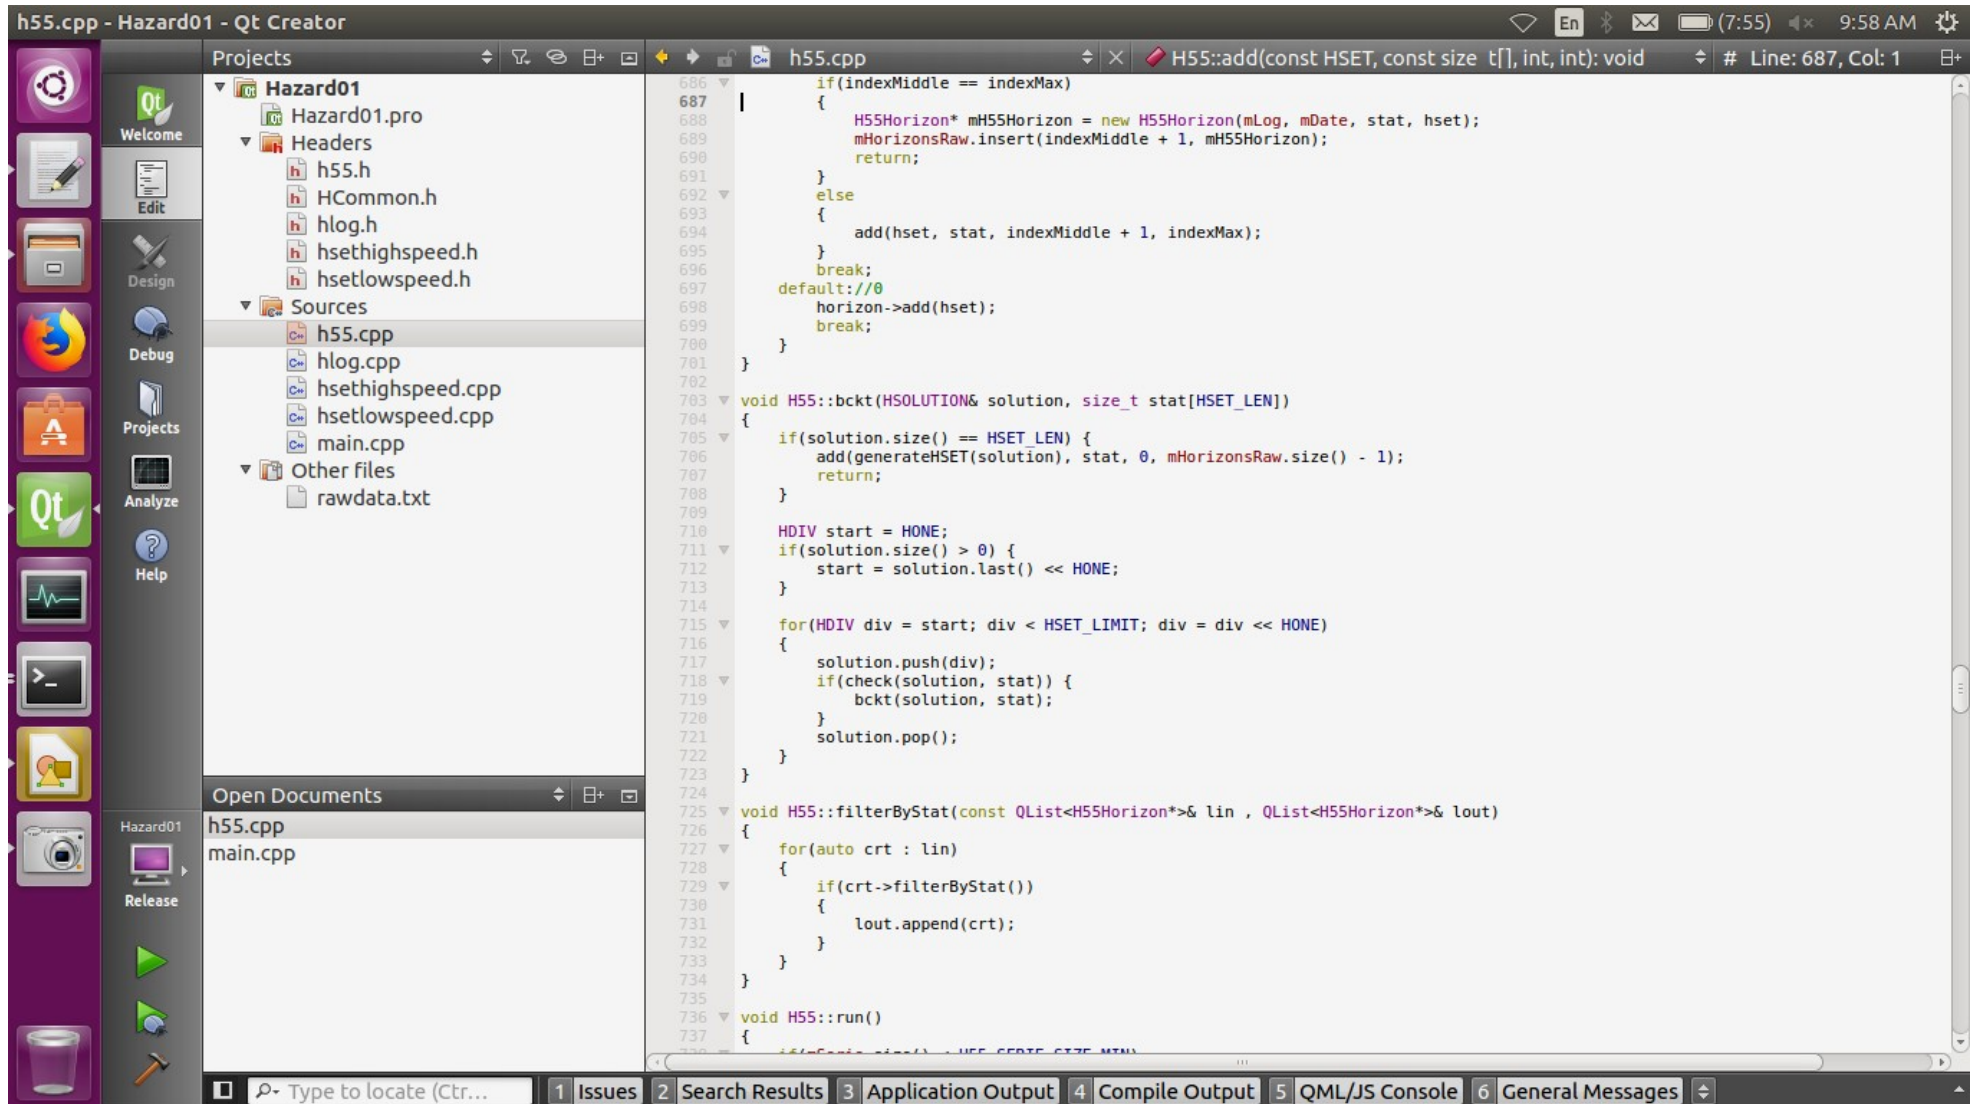 h55.cpp - Hazard01 - Qt Creator
En
(7:55)
9:58 AM
Projects
h55.cpp
H55::add(const HSET, const size t[], int, int): void
# Line: 687, Col: 1
Qt
Welcome
Edit
Design
Debug
Projects
Analyze
Help
Hazard01
Release
Hazard01
Hazard01.pro
Headers
h55.h
HCommon.h
hlog.h
hsethighspeed.h
hsetlowspeed.h
Sources
h55.cpp
hlog.cpp
hsethighspeed.cpp
hsetlowspeed.cpp
main.cpp
Other files
rawdata.txt
Open Documents
h55.cpp
main.cpp
686 if(indexMiddle == indexMax)
687 {
688 H55Horizon* mH55Horizon = new H55Horizon(mLog, mDate, stat, hset);
689 mHorizonsRaw.insert(indexMiddle + 1, mH55Horizon);
690 return;
691 }
692 else
693 {
694 add(hset, stat, indexMiddle + 1, indexMax);
695 }
696 break;
697 default://0
698 horizon->add(hset);
699 break;
700 }
701 }
702
703 void H55::bckt(HSOLUTION& solution, size_t stat[HSET_LEN])
704 {
705 if(solution.size() == HSET_LEN) {
706 add(generateHSET(solution), stat, 0, mHorizonsRaw.size() - 1);
707 return;
708 }
709
710 HDIV start = HONE;
711 if(solution.size() > 0) {
712 start = solution.last() << HONE;
713 }
714
715 for(HDIV div = start; div < HSET_LIMIT; div = div << HONE)
716 {
717 solution.push(div);
718 if(check(solution, stat)) {
719 bckt(solution, stat);
720 }
721 solution.pop();
722 }
723 }
724
725 void H55::filterByStat(const QList<H55Horizon*>& lin , QList<H55Horizon*>& lout)
726 {
727 for(auto crt : lin)
728 {
729 if(crt->filterByStat())
730 {
731 lout.append(crt);
732 }
733 }
734 }
735
736 void H55::run()
737 {
Type to locate (Ctr...
1 Issues
2 Search Results
3 Application Output
4 Compile Output
5 QML/JS Console
6 General Messages